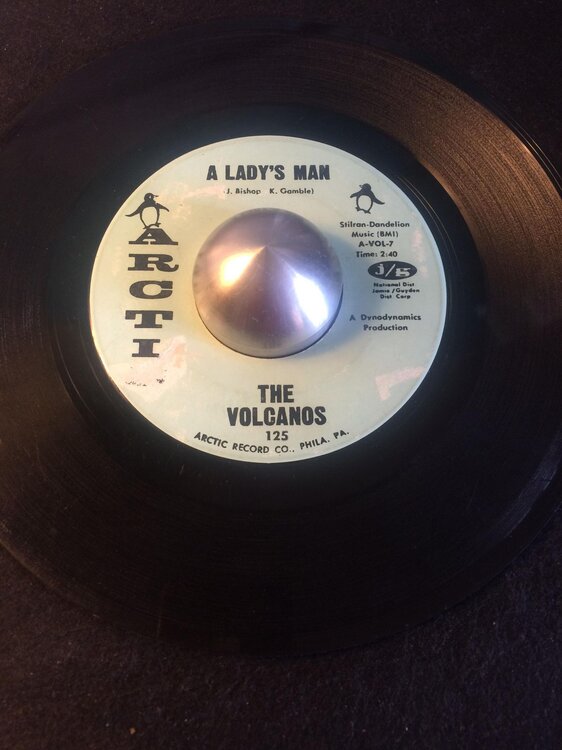 A LADY'S MAN
(J. Bishop K. Gamble)
ARCTI
Stilran-Dandelion
Music (BMI)
A-VOL-7
Time: 2:40
j/g
National Dist
Jamie/Guyden
Dist Corp
A Dynodynamics
Production
THE
VOLCANOS
125
ARCTIC RECORD CO., PHILA. PA.